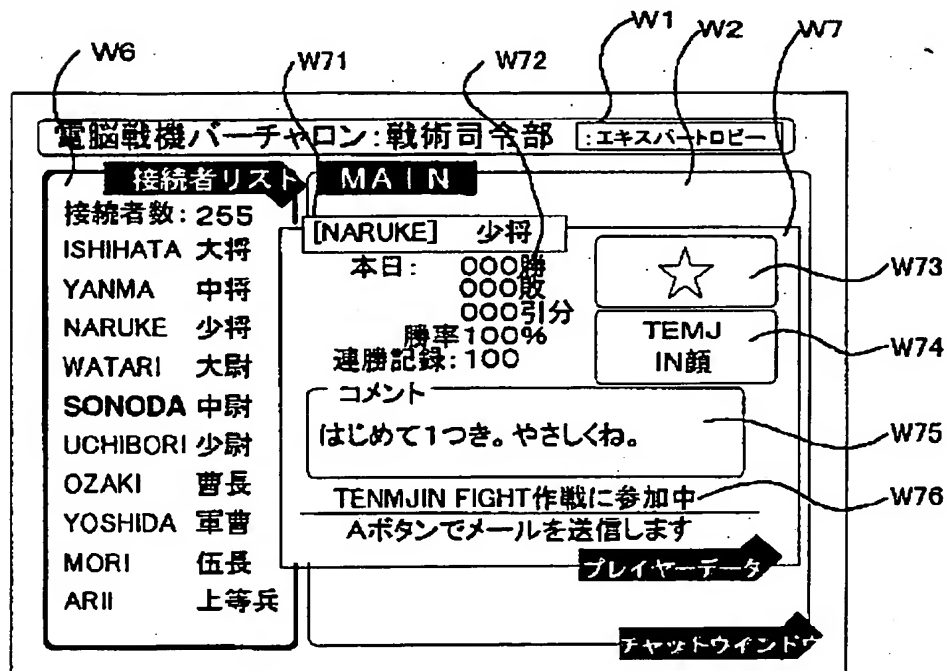 W6 W71 W72 W1 W2 W7
電脳戦機バーチャロン:戦術司令部 :エキスパートロビー
接続者リスト
接続者数:255
ISHIHATA 大将
YANMA 中将
NARUKE 少将
WATARI 大尉
SONODA 中尉
UCHIBORI 少尉
OZAKI 曹長
YOSHIDA 軍曹
MORI 伍長
ARII 上等兵
MAIN
[NARUKE] 少将
本日: 000勝
000敗
000引分
勝率100%
連勝記録:100
☆
W73
TEMJ
IN顔
W74
コメント
はじめて1つき。やさしくね。
W75
TENMJIN FIGHT作戦に参加中
W76
Aボタンでメールを送信します
プレイヤーデータ
チャットウインドウ